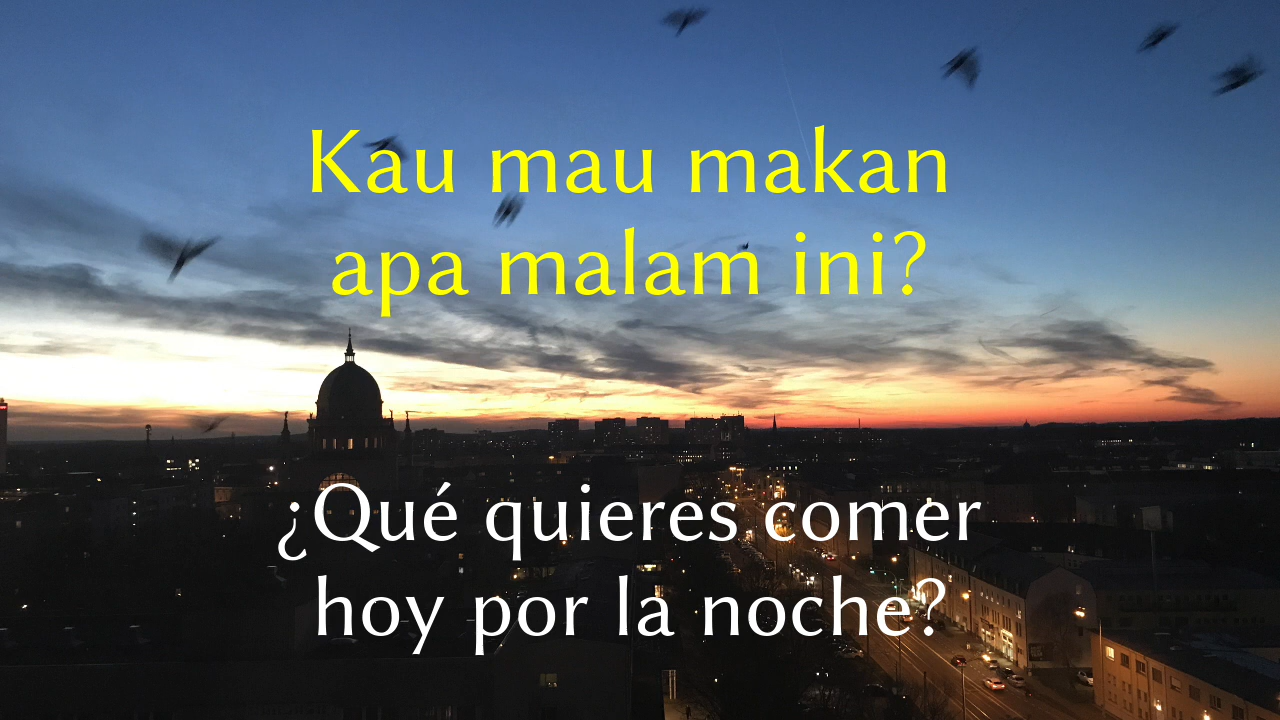 Kau mau makan
apa malam ini?
¿Qué quieres comer
hoy por la noche?